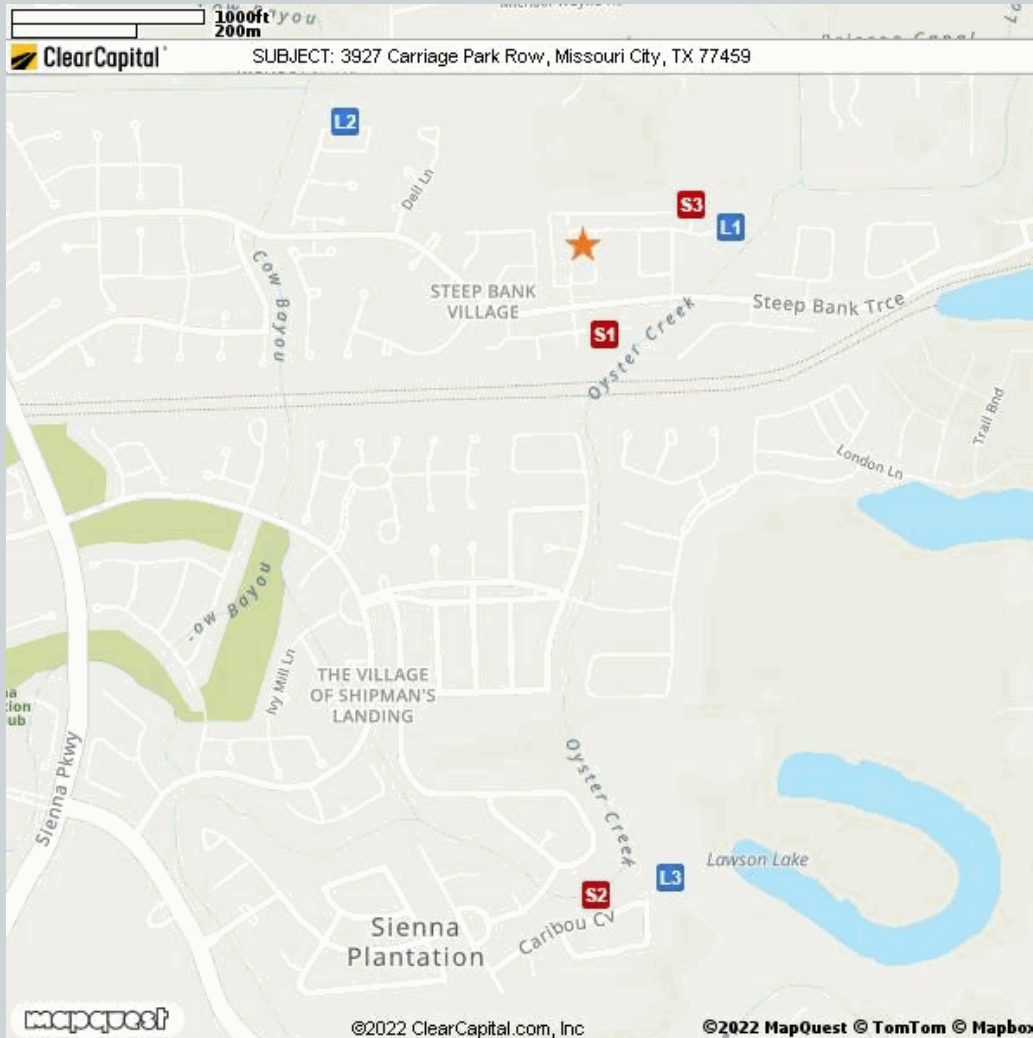 1000ft
200m
ClearCapital
SUBJECT: 3927 Carriage Park Row, Missouri City, TX 77459
L2
Dell Ln
S3
L1
Cow Bayou
STEEP BANK
VILLAGE
Steep Bank Trce
S1
Oyster Creek
Trail Bnd
London Ln
Bayou
Ivy Mill Ln
THE VILLAGE
OF SHIPMAN'S
LANDING
Sienna Pkwy
Oyster Creek
Lawson Lake
L3
S2
Caribou Cv
Sienna
Plantation
mapquest
©2022 ClearCapital.com, Inc
©2022 MapQuest © TomTom © Mapbox